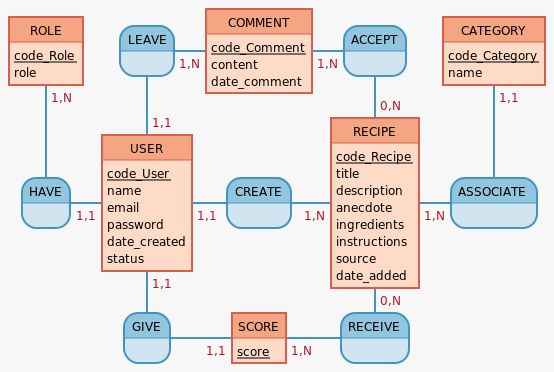 ROLE
code_Role
role
LEAVE
COMMENT
code_Comment
content
date_comment
ACCEPT
CATEGORY
code_Category
name
1,N
1,N
1,N
1,1
1,1
0,N
USER
code_User
name
email
password
date_created
status
RECIPE
code_Recipe
title
description
anecdote
ingredients
instructions
source
date_added
HAVE
CREATE
ASSOCIATE
1,1
1,1
1,N
1,N
1,1
0,N
GIVE
SCORE
score
RECEIVE
1,1
1,N